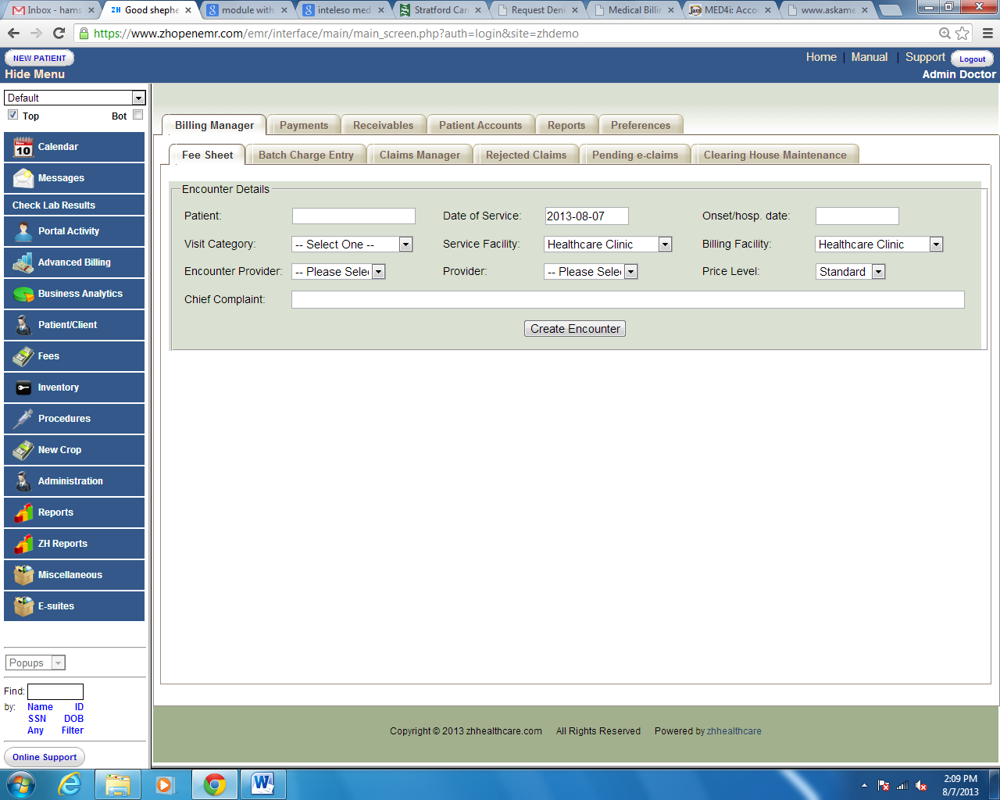 Inbox - hams
Good shephe
module with
inteleso med
Stratford Car
Request Deni
Medical Billin
MED4i: Acco
www.askame
https://www.zhopenemr.com/emr/interface/main/main_screen.php?auth=login&site=zhdemo
NEW PATIENT
Home | Manual | Support Logout
Hide Menu
Admin Doctor
Default
Top Bot
Calendar
Messages
Check Lab Results
Portal Activity
Advanced Billing
Business Analytics
Patient/Client
Fees
Inventory
Procedures
New Crop
Administration
Reports
ZH Reports
Miscellaneous
E-suites
Popups
Find:
by: Name ID
SSN DOB
Any Filter
Online Support
Billing Manager Payments Receivables Patient Accounts Reports Preferences
Fee Sheet Batch Charge Entry Claims Manager Rejected Claims Pending e-claims Clearing House Maintenance
Encounter Details
Patient: Date of Service: 2013-08-07 Onset/hosp. date:
Visit Category: -- Select One -- Service Facility: Healthcare Clinic Billing Facility: Healthcare Clinic
Encounter Provider: -- Please Selec Provider: -- Please Selec Price Level: Standard
Chief Complaint:
Create Encounter
Copyright © 2013 zhhealthcare.com All Rights Reserved Powered by zhhealthcare
2:09 PM
8/7/2013